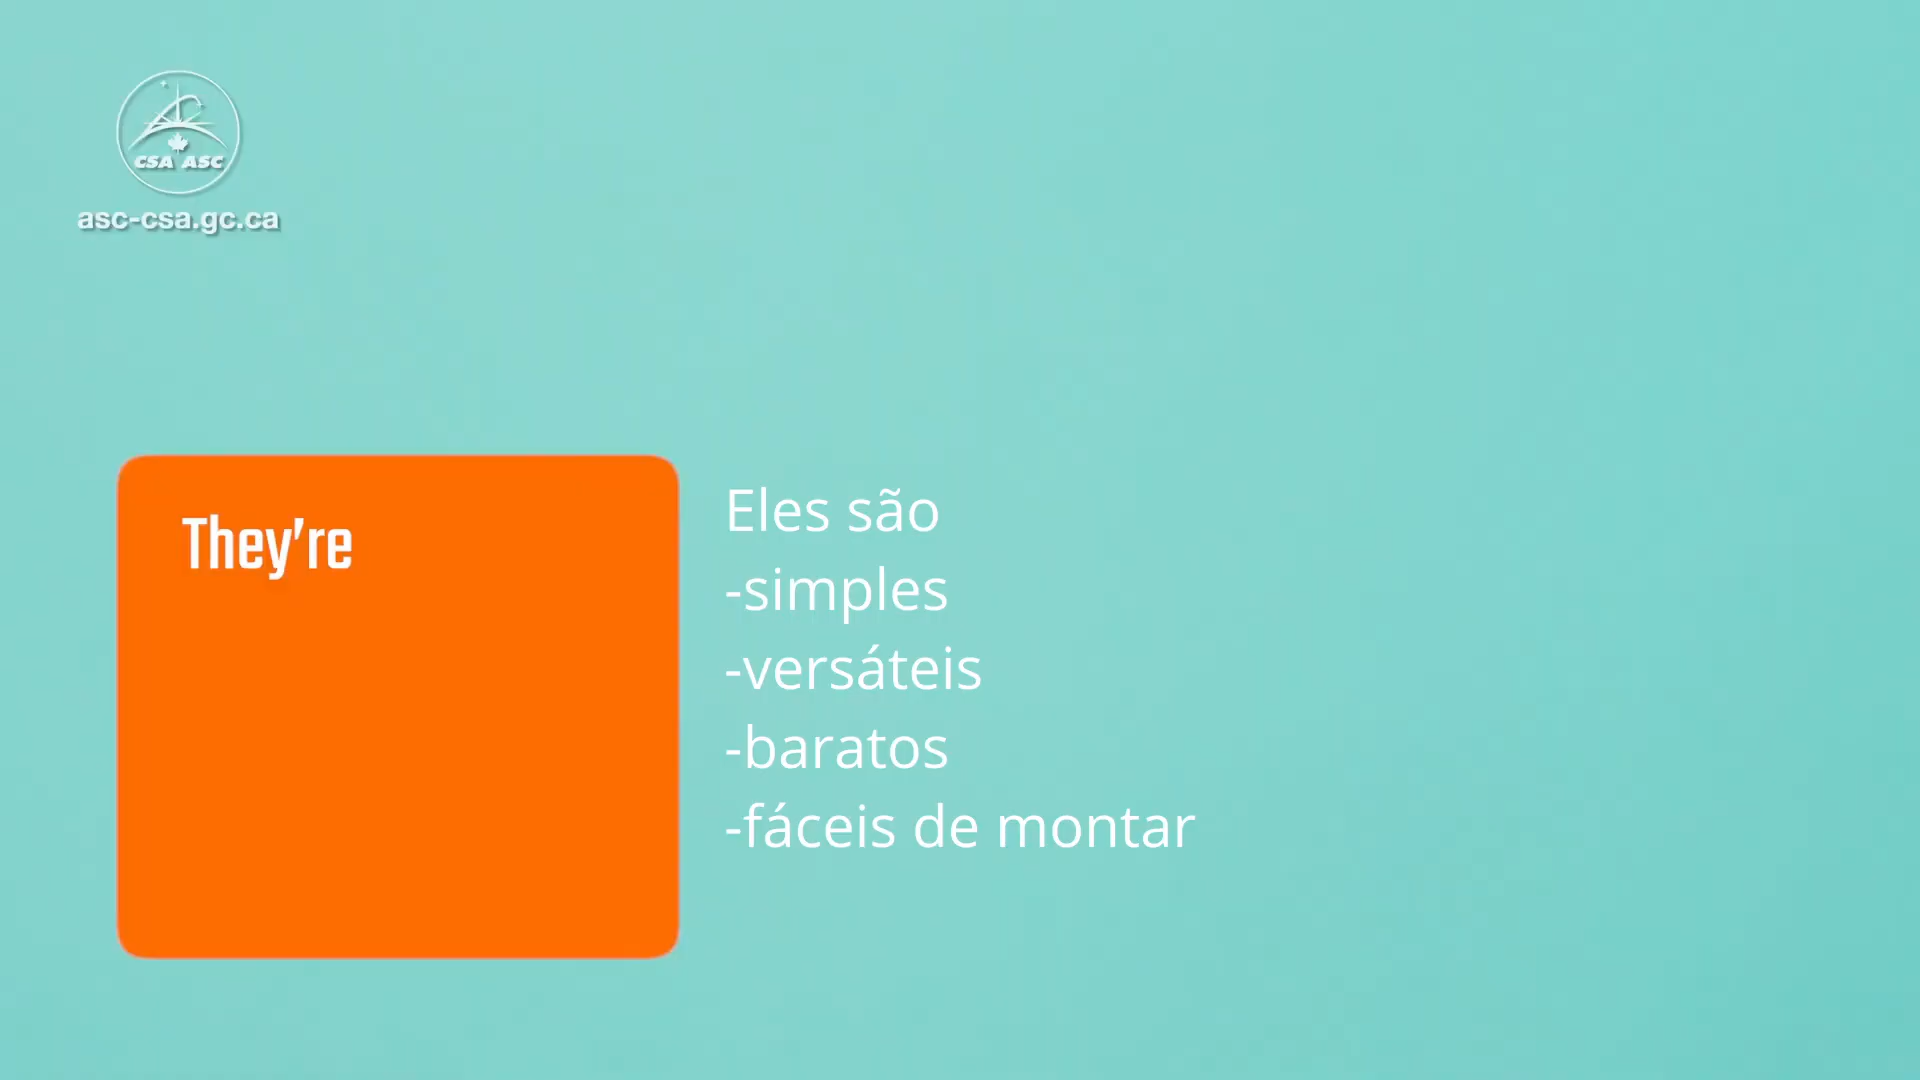 CSA ASC
asc-csa.gc.ca
They're
Eles são
-simples
-versáteis
-baratos
-fáceis de montar